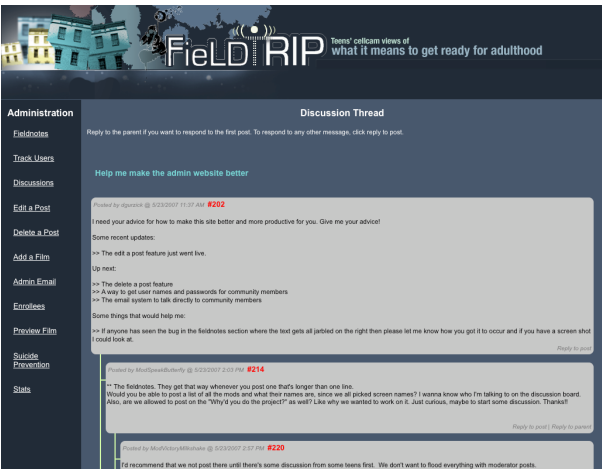 FieLDTRIP
Teens' cellcam views of
what it means to get ready for adulthood
Administration
Fieldnotes
Track Users
Discussions
Edit a Post
Delete a Post
Add a Film
Admin Email
Enrollees
Preview Film
Suicide
Prevention
Stats
Discussion Thread
Reply to the parent if you want to respond to the first post. To respond to any other message, click reply to post.
Help me make the admin website better
Posted by dgurzick @ 5/23/2007 11:37 AM #202
I need your advice for how to make this site better and more productive for you. Give me your advice!
Some recent updates:
>> The edit a post feature just went live.
Up next:
>> The delete a post feature
>> A way to get user names and passwords for community members
>> The email system to talk directly to community members
Some things that would help me:
>> If anyone has seen the bug in the fieldnotes section where the text gets all jarbled on the right then please let me know how you got it to occur and if you have a screen shot
I could look at.
Reply to post
Posted by ModSpeakButterfly @ 5/23/2007 2:03 PM #214
** The fieldnotes. They get that way whenever you post one that's longer than one line.
Would you be able to post a list of all the mods and what their names are, since we all picked screen names? I wanna know who I'm talking to on the discussion board.
Also, are we allowed to post on the "Why'd you do the project?" as well? Like why we wanted to work on it. Just curious, maybe to start some discussion. Thanks!!
Reply to post | Reply to parent
Posted by ModVictoryMilkshake @ 5/23/2007 2:57 PM #220
I'd recommend that we not post there until there's some discussion from some teens first. We don't want to flood everything with moderator posts.